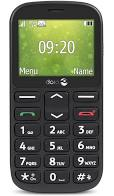 doro
09:20
Menu Name
1 2 ABC 3 DEF
4 GHI 5 JKL 6 MNO
7 PQRS 8 TUV 9 WXYZ
* 0 #